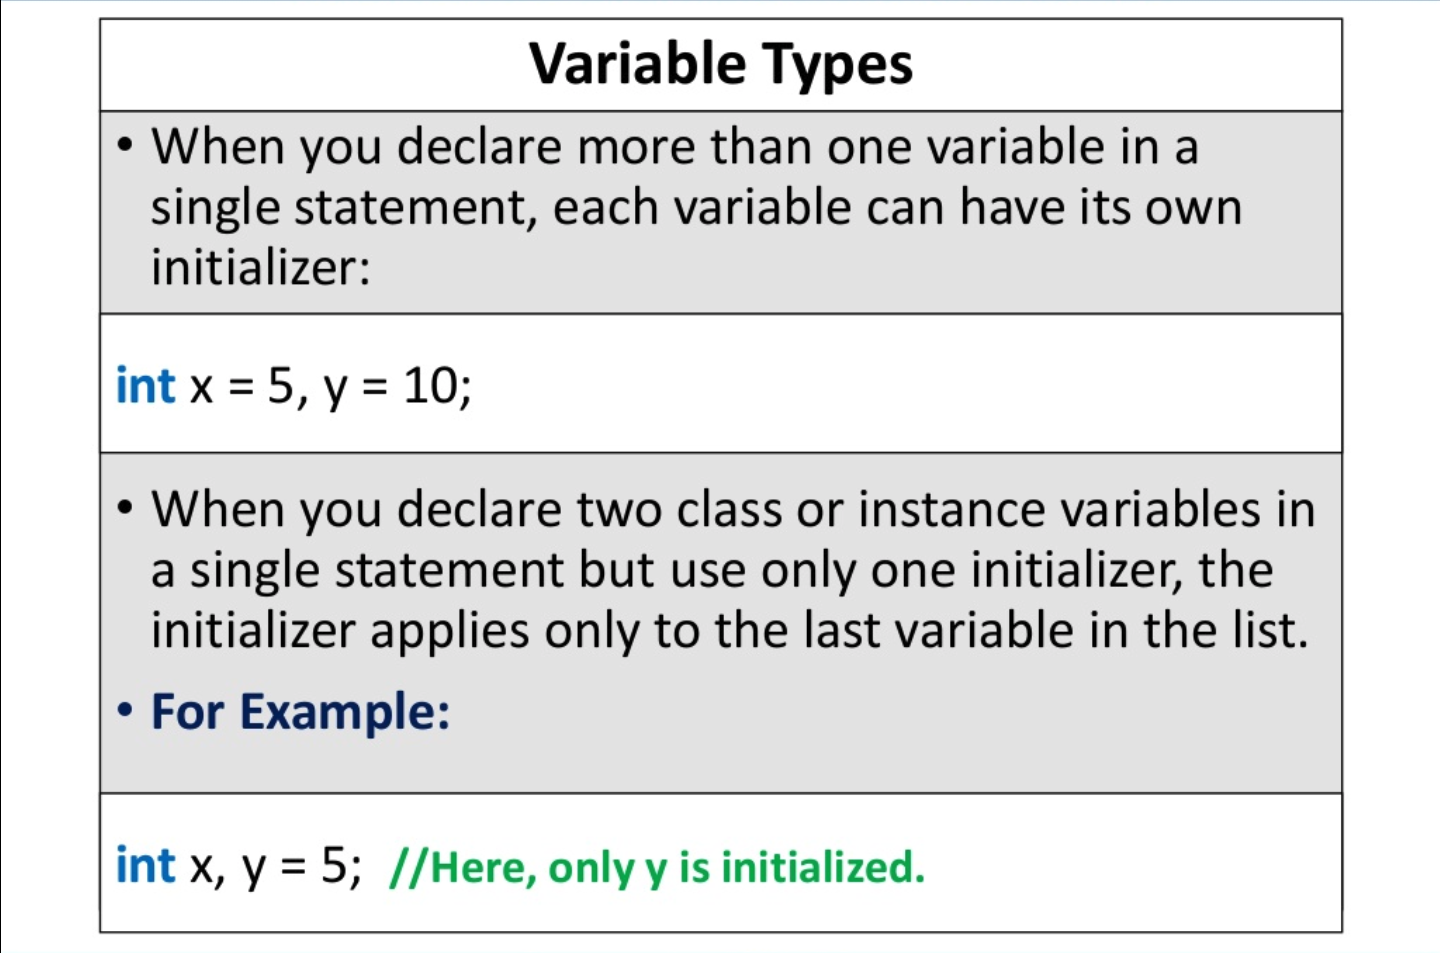 Variable Types
• When you declare more than one variable in a
single statement, each variable can have its own
initializer:
int x = 5, y = 10;
• When you declare two class or instance variables in
a single statement but use only one initializer, the
initializer applies only to the last variable in the list.
• For Example:
int x, y = 5;  //Here, only y is initialized.